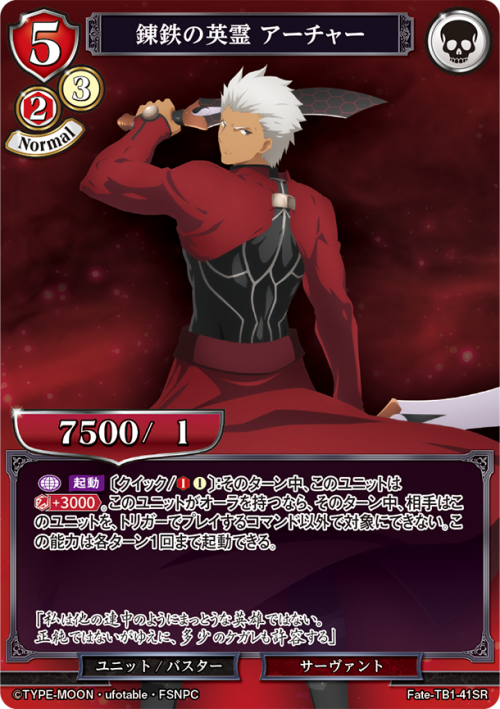 5
錬鉄の英霊 アーチャー
2
3
Normal
7500/ 1
起動 〔クイック/1 1〕:そのターン中、このユニットは
+3000。このユニットがオーラを持つなら、そのターン中、相手はこ
のユニットを、トリガーでプレイするコマンド以外で対象にできない。こ
の能力は各ターン1回まで起動できる。
「私は他の連中のようにまっとうな英雄ではない。
正純ではないがゆえに、多少のケガレも許容する」
ユニット / バスター
サーヴァント
©TYPE-MOON・ufotable・FSNPC
Fate-TB1-41SR